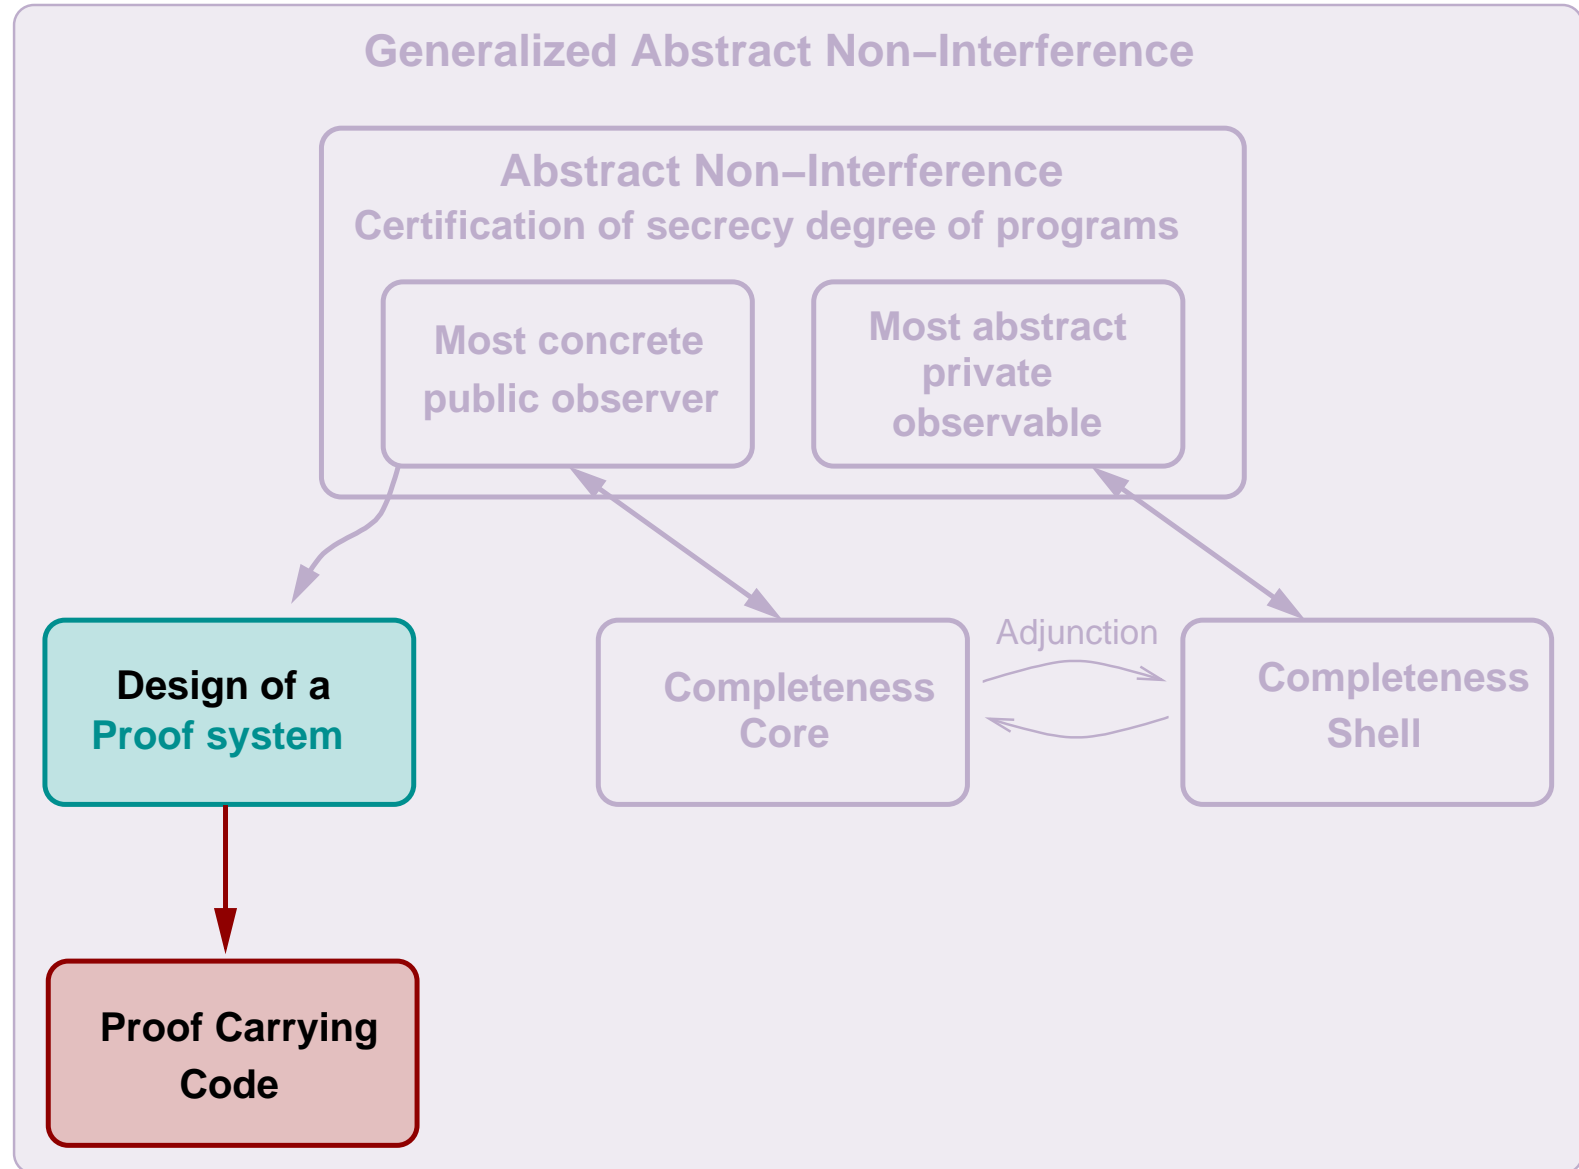 Generalized Abstract Non–Interference
Abstract Non–Interference
Certification of secrecy degree of programs
Most concrete
public observer
Most abstract
private
observable
Design of a
Proof system
Completeness
Core
Adjunction
Completeness
Shell
Proof Carrying
Code